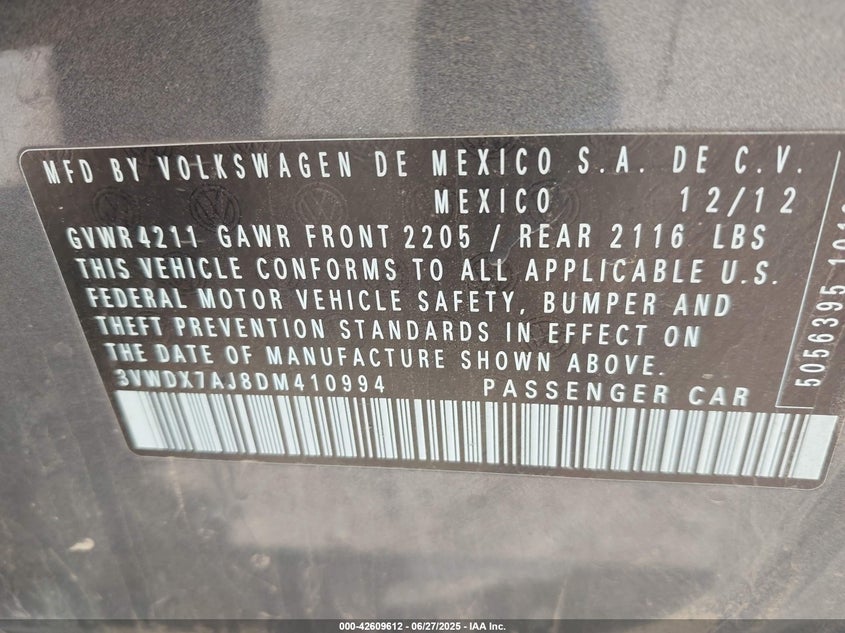 MFD BY VOLKSWAGEN DE MEXICO S.A. DE C.V.
MEXICO 12/12
GVWR4211 GAWR FRONT 2205 / REAR 2116 LBS
THIS VEHICLE CONFORMS TO ALL APPLICABLE U.S.
FEDERAL MOTOR VEHICLE SAFETY, BUMPER AND
THEFT PREVENTION STANDARDS IN EFFECT ON
THE DATE OF MANUFACTURE SHOWN ABOVE.
3VWDX7AJ8DM410994 PASSENGER CAR
5056395
000-42609612 - 06/27/2025 - IAA Inc.